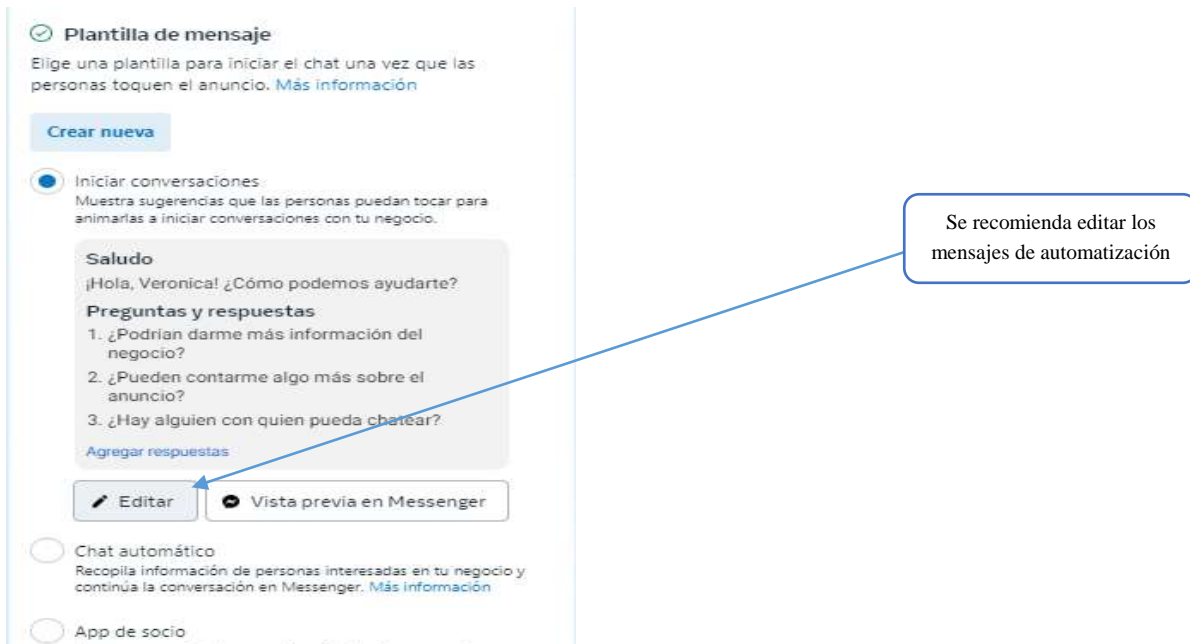 Plantilla de mensaje
Elige una plantilla para iniciar el chat una vez que las
personas toquen el anuncio. Más información
Crear nueva
Iniciar conversaciones
Muestra sugerencias que las personas puedan tocar para
animarlas a iniciar conversaciones con tu negocio.
Saludo
¡Hola, Veronica! ¿Cómo podemos ayudarte?
Preguntas y respuestas
1. ¿Podrían darme más información del
negocio?
2. ¿Pueden contarme algo más sobre el
anuncio?
3. ¿Hay alguien con quien pueda chatear?
Agregar respuestas
Editar
Vista previa en Messenger
Chat automático
Recopila información de personas interesadas en tu negocio y
continúa la conversación en Messenger. Más información
App de socio
Se recomienda editar los
mensajes de automatización